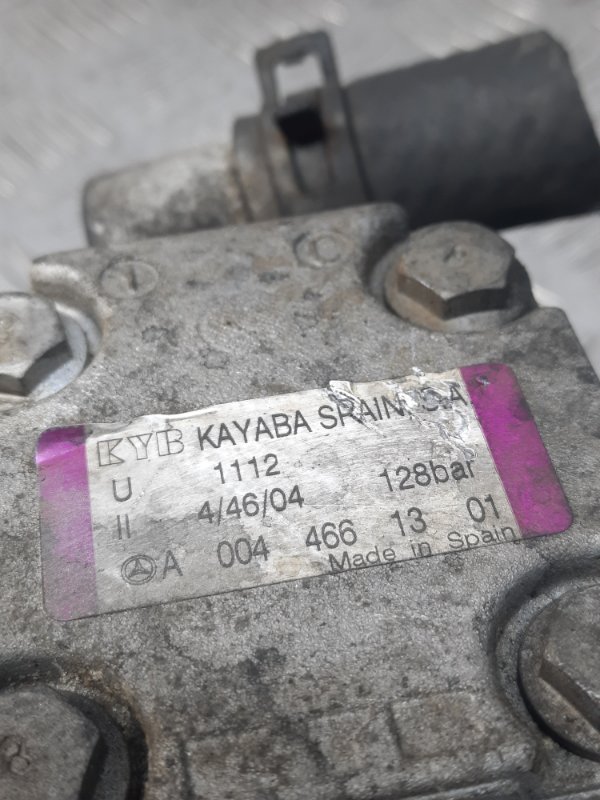 KYB KAYABA SPAIN, S.A
U 1112
II 4/46/04 128bar
A 004 466 13 01
Made in Spain